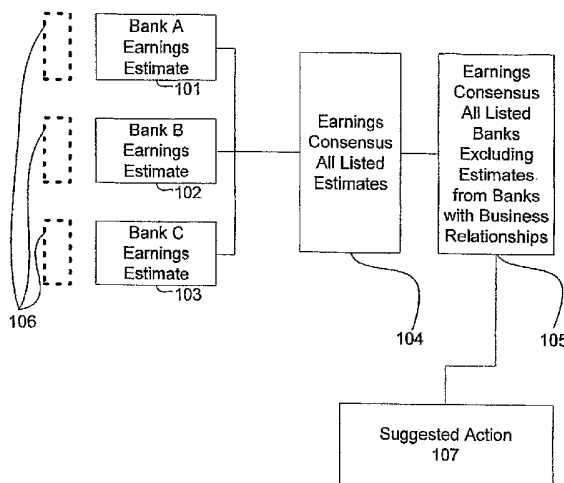 Bank A
Earnings
Estimate
101
Bank B
Earnings
Estimate
102
Bank C
Earnings
Estimate
103
106
Earnings
Consensus
All Listed
Estimates
104
Earnings
Consensus
All Listed
Banks
Excluding
Estimates
from Banks
with Business
Relationships
105
Suggested Action
107